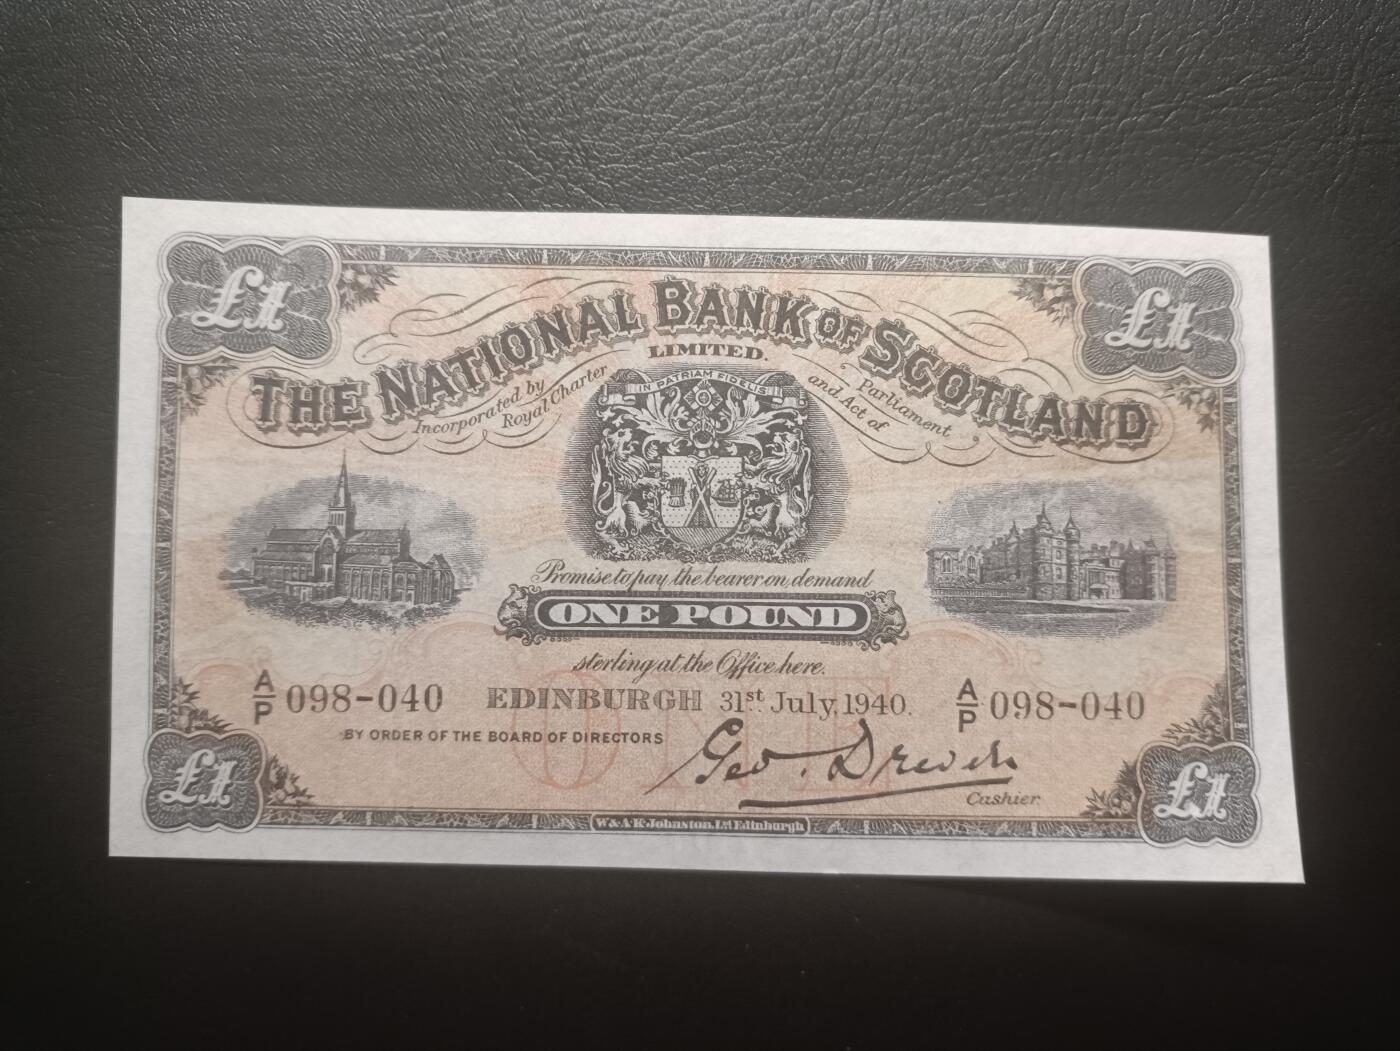 £1 £1
THE NATIONAL BANK OF SCOTLAND
LIMITED.
Incorporated by Royal Charter
and Act of Parliament
IN PATRIAM FIDELIS
Promise to pay the bearer on demand
ONE POUND
sterling at the Office here.
A/P 098-040 EDINBURGH 31st July, 1940. A/P 098-040
BY ORDER OF THE BOARD OF DIRECTORS
ONE
Geo. Drever
Cashier.
£1 £1
W. & A.K. Johnston, Ltd Edinburgh